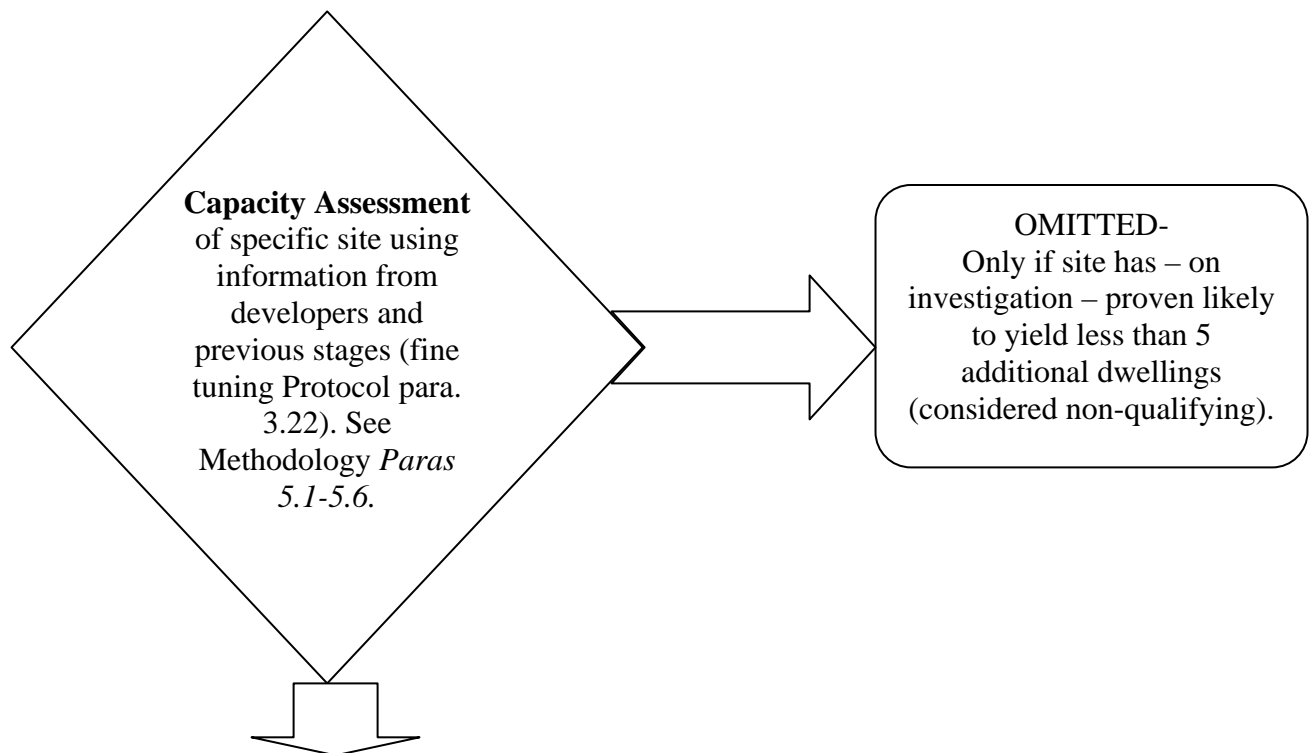 Capacity Assessment
of specific site using
information from
developers and
previous stages (fine
tuning Protocol para.
3.22). See
Methodology Paras
5.1-5.6.
OMITTED-
Only if site has – on
investigation – proven likely
to yield less than 5
additional dwellings
(considered non-qualifying).